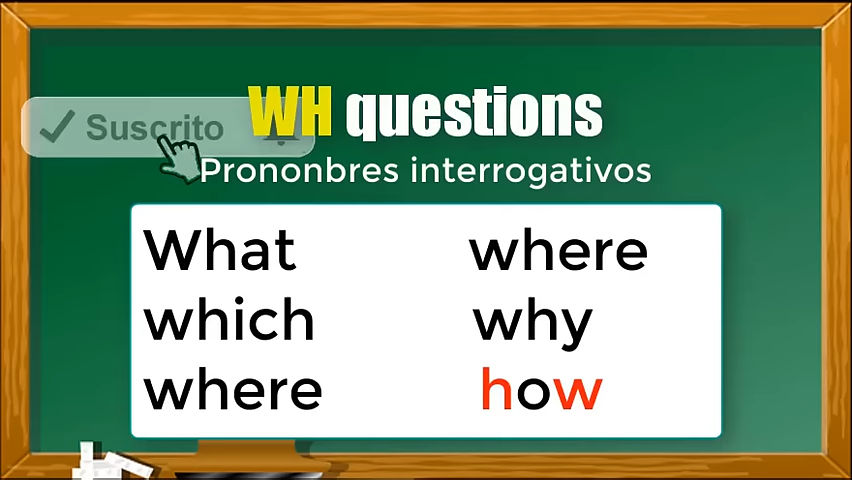 WH questions
Suscrito
Prononbres interrogativos
What where
which why
where how